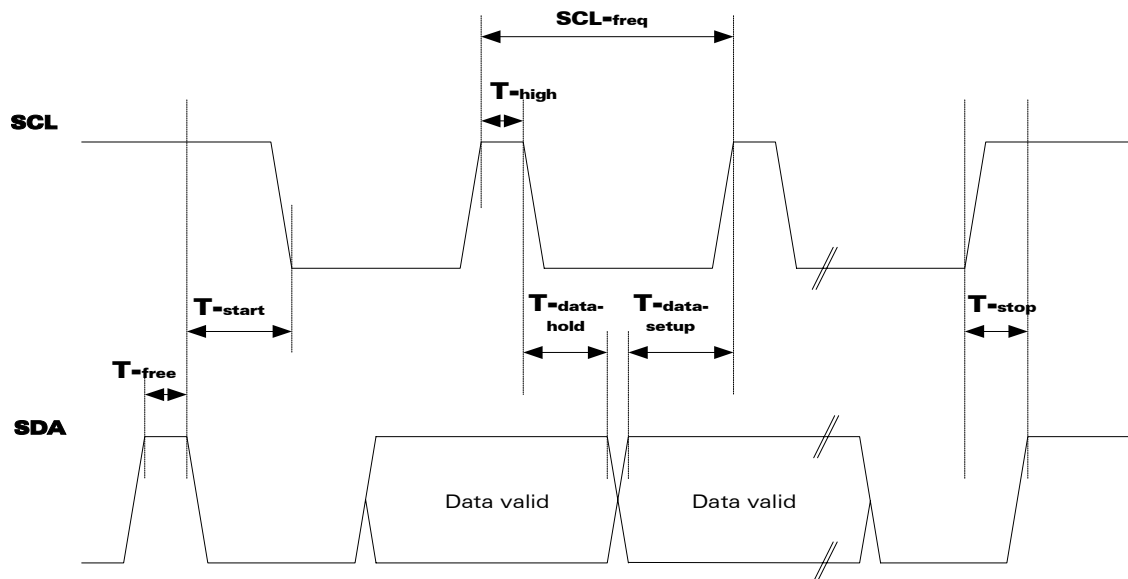 SCL-freq
T-high
SCL
T-start
T-data-
hold
T-data-
setup
T-stop
T-free
SDA
Data valid
Data valid